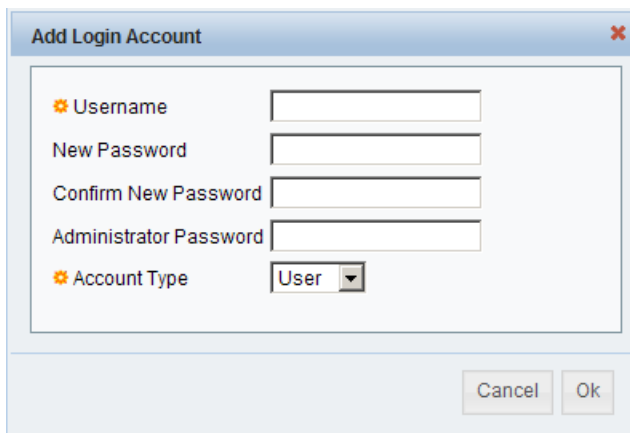 Add Login Account
Username
New Password
Confirm New Password
Administrator Password
Account Type User
Cancel Ok